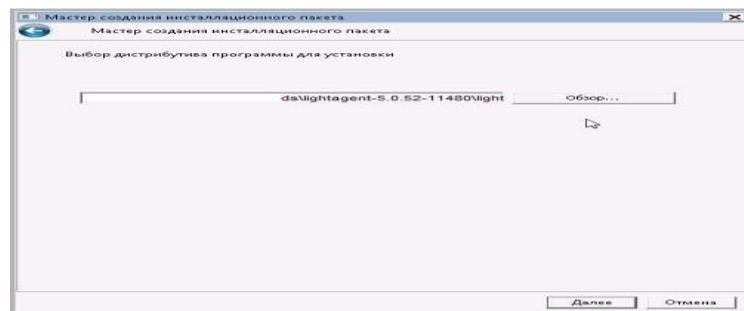 Мастер создания инсталляционного пакета
Мастер создания инсталляционного пакета
Выбор дистрибутива программы для установки
ds\lightagent-5.0.52-11480\light
Обзор...
Далее
Отмена